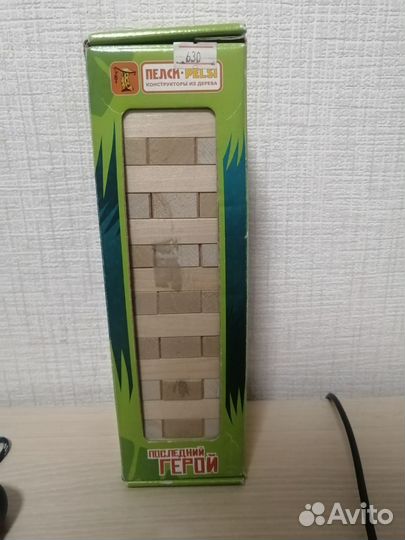 630
ПЕЛСИ·PELSI
КОНСТРУКТОРЫ ИЗ ДЕРЕВА
ПОСЛЕДНИЙ
ГЕРОЙ
Avito